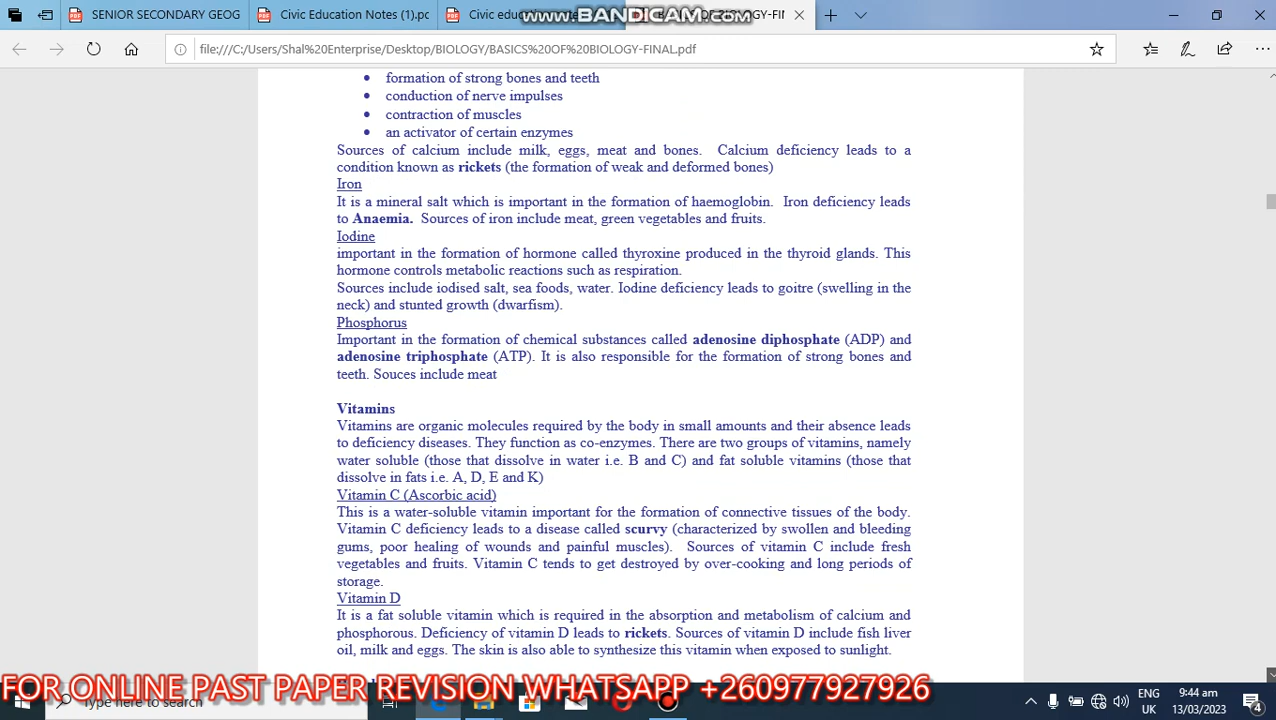 SENIOR SECONDARY GEOG
Civic Education Notes (1).pc
Civic educ
www.BANDICAM.com
file:///C:/Users/Shal%20Enterprise/Desktop/BIOLOGY/BASICS%20OF%20BIOLOGY-FINAL.pdf
• formation of strong bones and teeth
• conduction of nerve impulses
• contraction of muscles
• an activator of certain enzymes
Sources of calcium include milk, eggs, meat and bones. Calcium deficiency leads to a
condition known as rickets (the formation of weak and deformed bones)
Iron
It is a mineral salt which is important in the formation of haemoglobin. Iron deficiency leads
to Anaemia. Sources of iron include meat, green vegetables and fruits.
Iodine
important in the formation of hormone called thyroxine produced in the thyroid glands. This
hormone controls metabolic reactions such as respiration.
Sources include iodised salt, sea foods, water. Iodine deficiency leads to goitre (swelling in the
neck) and stunted growth (dwarfism).
Phosphorus
Important in the formation of chemical substances called adenosine diphosphate (ADP) and
adenosine triphosphate (ATP). It is also responsible for the formation of strong bones and
teeth. Souces include meat
Vitamins
Vitamins are organic molecules required by the body in small amounts and their absence leads
to deficiency diseases. They function as co-enzymes. There are two groups of vitamins, namely
water soluble (those that dissolve in water i.e. B and C) and fat soluble vitamins (those that
dissolve in fats i.e. A, D, E and K)
Vitamin C (Ascorbic acid)
This is a water-soluble vitamin important for the formation of connective tissues of the body.
Vitamin C deficiency leads to a disease called scurvy (characterized by swollen and bleeding
gums, poor healing of wounds and painful muscles). Sources of vitamin C include fresh
vegetables and fruits. Vitamin C tends to get destroyed by over-cooking and long periods of
storage.
Vitamin D
It is a fat soluble vitamin which is required in the absorption and metabolism of calcium and
phosphorous. Deficiency of vitamin D leads to rickets. Sources of vitamin D include fish liver
oil, milk and eggs. The skin is also able to synthesize this vitamin when exposed to sunlight.
FOR ONLINE PAST PAPER REVISION WHATSAPP +260977927926
Type here to search
ENG
UK
9:44 am
13/03/2023
4